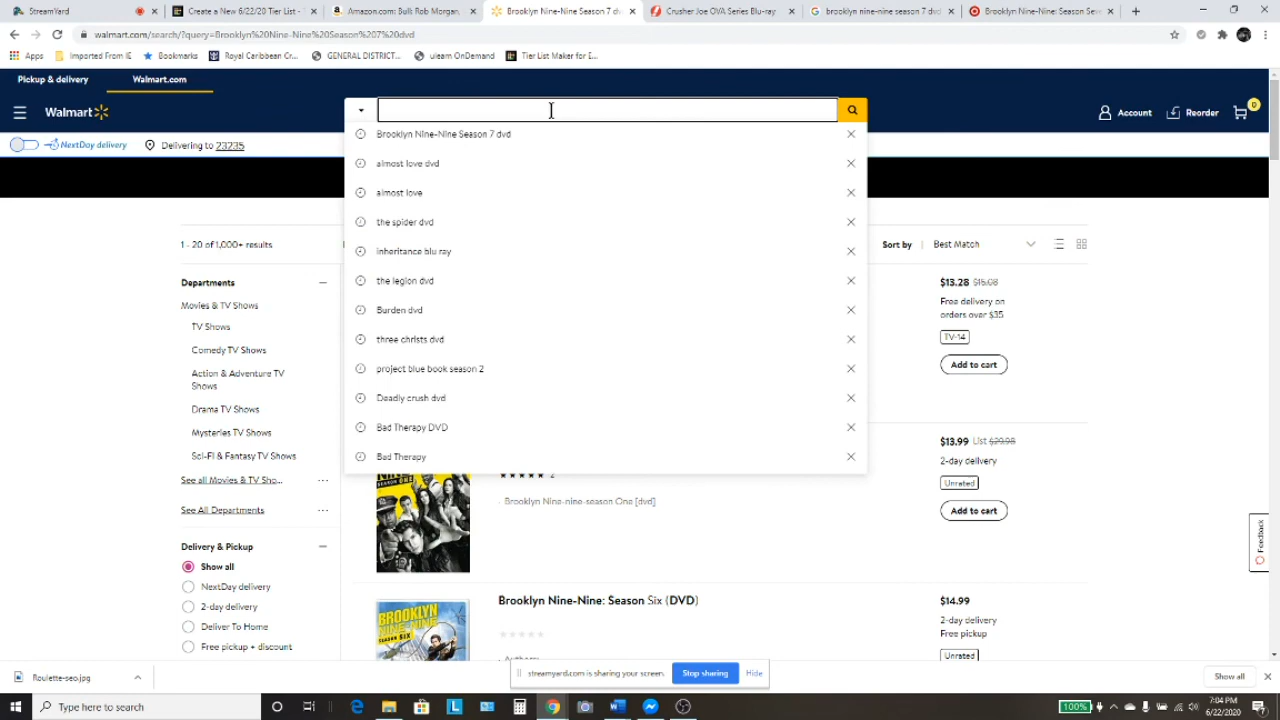 StreamYard
Create a New 6/22/20 Tier List -
Amazon.com: Bulk Rob Morgan,
Brooklyn Nine-Nine Season 7 dvd
Crusher Joe OVA Series Blu-ray:
brooklyn nine-nine season 7 dvd
Brooklyn Nine-Nine: Season Sev
walmart.com/search/?query=Brooklyn%20Nine-Nine%20Season%207%20dvd
Apps
Imported From IE
Bookmarks
Royal Caribbean Cr...
GENERAL DISTRICT...
ulearn OnDemand
Tier List Maker for E...
Pickup & delivery
Walmart.com
Walmart
Account
Reorder
0
NextDay delivery
Delivering to 23235
Brooklyn Nine-Nine Season 7 dvd
almost love dvd
almost love
the spider dvd
inheritance blu ray
the legion dvd
Burden dvd
three christs dvd
project blue book season 2
Deadly crush dvd
Bad Therapy DVD
Bad Therapy
1 - 20 of 1,000+ results
Sort by
Best Match
Departments
Movies & TV Shows
TV Shows
Comedy TV Shows
Action & Adventure TV
Shows
Drama TV Shows
Mysteries TV Shows
Sci-Fi & Fantasy TV Shows
See all Movies & TV Sho...
See All Departments
Delivery & Pickup
Show all
NextDay delivery
2-day delivery
Deliver To Home
Free pickup + discount
$13.28 $15.08
Free delivery on
orders over $35
TV-14
Add to cart
$13.99 List $29.98
2-day delivery
Unrated
Add to cart
2
Brooklyn Nine-nine-season One [dvd]
SEASON ONE
Brooklyn Nine-Nine: Season Six (DVD)
$14.99
2-day delivery
Free pickup
Unrated
BROOKLYN
NINE-NINE
SEASON SIX
Feedback
streamyard.com is sharing your screen.
Stop sharing
Hide
Roulette-seo.jpg
Show all
Type here to search
100%
7:04 PM
6/22/2020